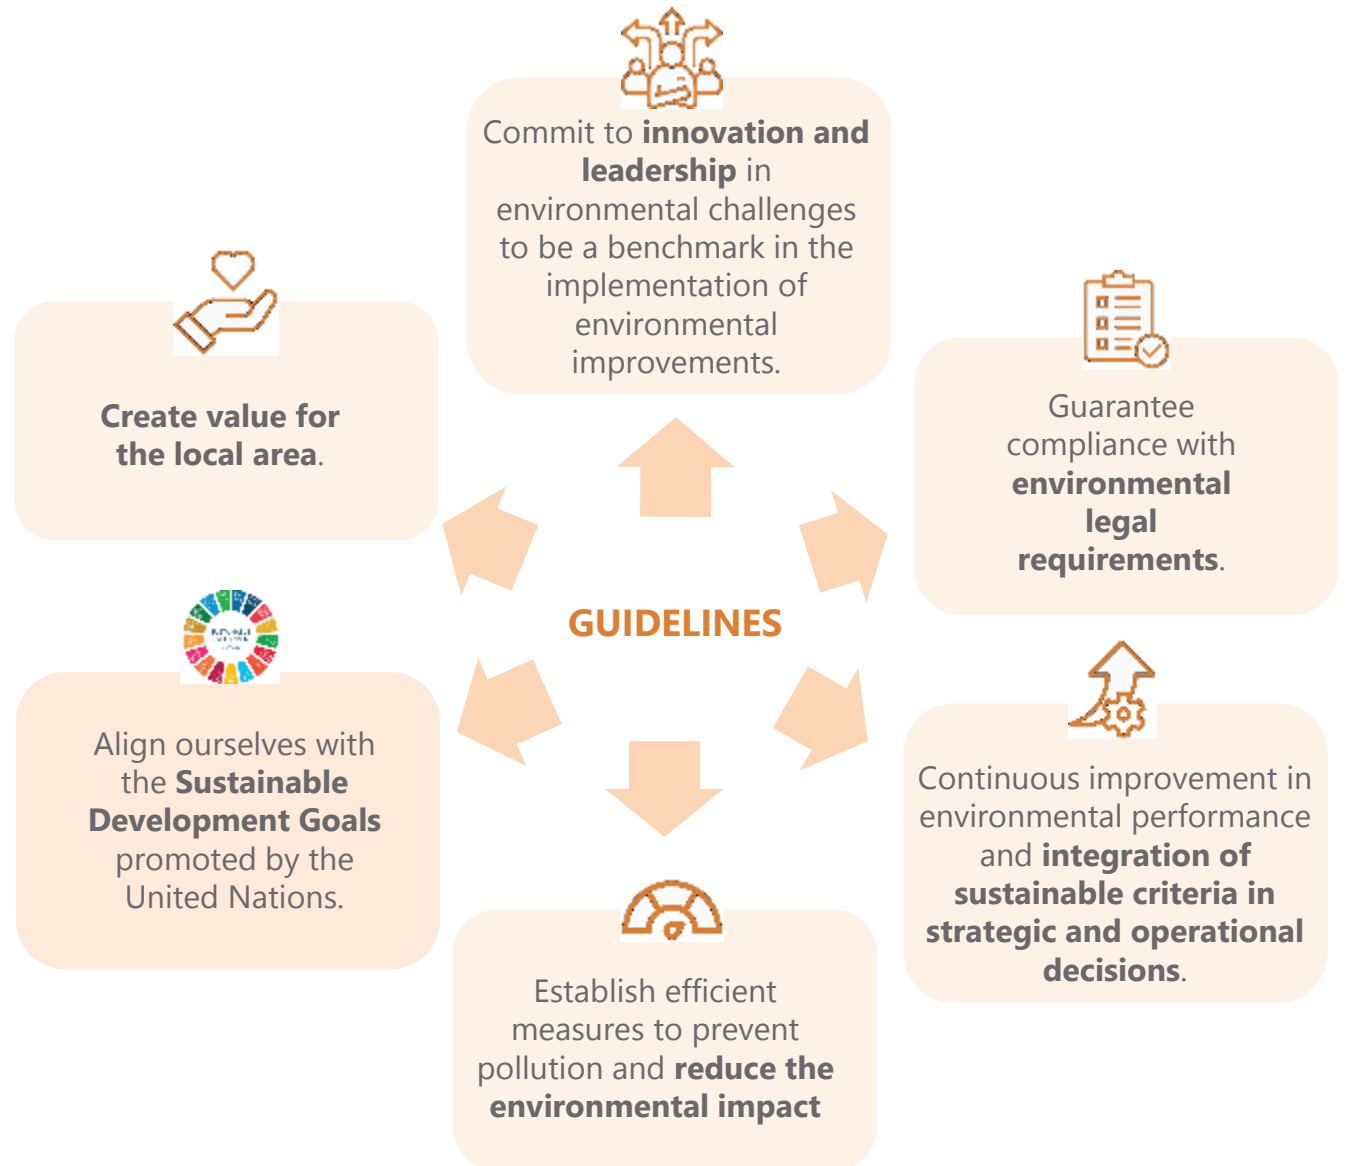 Commit to innovation and
leadership in
environmental challenges
to be a benchmark in the
implementation of
environmental
improvements.
Create value for
the local area.
Guarantee
compliance with
environmental
legal
requirements.
GUIDELINES
Align ourselves with
the Sustainable
Development Goals
promoted by the
United Nations.
Continuous improvement in
environmental performance
and integration of
sustainable criteria in
strategic and operational
decisions.
Establish efficient
measures to prevent
pollution and reduce the
environmental impact